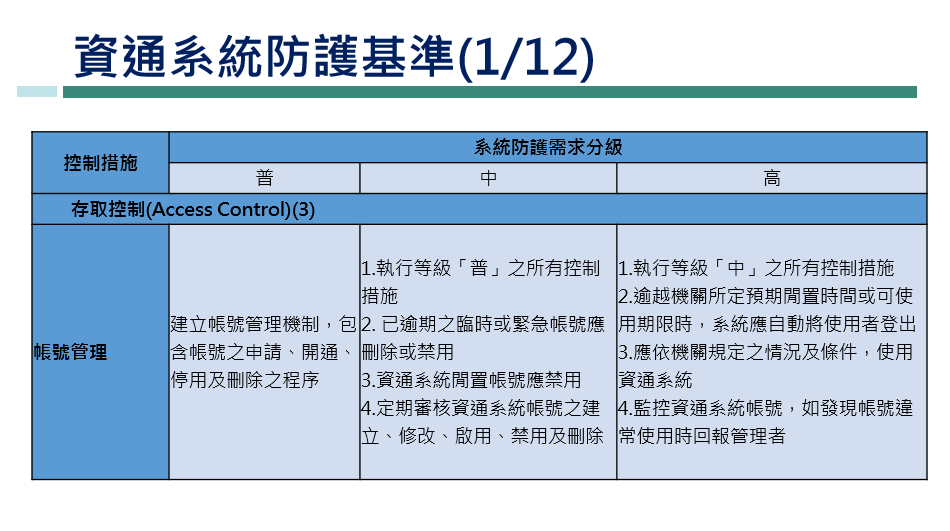 資通系統防護基準(1/12)
控制措施
系統防護需求分級
普
中
高
存取控制(Access Control)(3)
帳號管理
建立帳號管理機制，包
含帳號之申請、開通、
停用及刪除之程序
1.執行等級「普」之所有控制
措施
2. 已逾期之臨時或緊急帳號應
刪除或禁用
3.資通系統閒置帳號應禁用
4.定期審核資通系統帳號之建
立、修改、啟用、禁用及刪除
1.執行等級「中」之所有控制措施
2.逾越機關所定預期閒置時間或可使
用期限時，系統應自動將使用者登出
3.應依機關規定之情況及條件，使用
資通系統
4.監控資通系統帳號，如發現帳號違
常使用時回報管理者